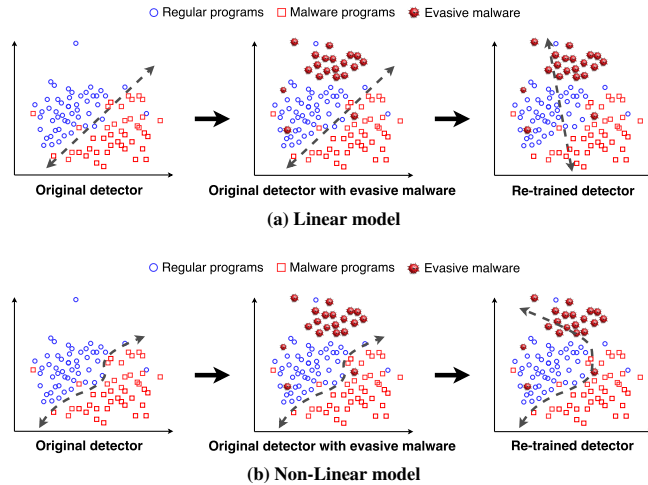 Regular programs Malware programs Evasive malware
Original detector Original detector with evasive malware Re-trained detector
(a) Linear model
Regular programs Malware programs Evasive malware
Original detector Original detector with evasive malware Re-trained detector
(b) Non-Linear model